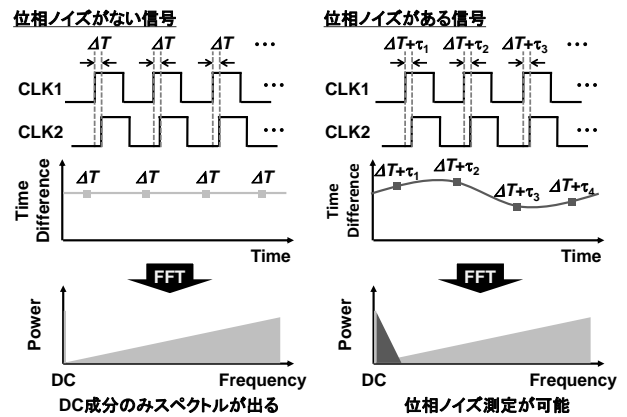 位相ノイズがない信号
ΔT ΔT ΔT ・・・
CLK1 ・・・
CLK2 ・・・
Time Difference
ΔT ΔT ΔT ΔT
Time
FFT
Power
DC Frequency
DC成分のみスペクトルが出る
位相ノイズがある信号
ΔT+τ1 ΔT+τ2 ΔT+τ3 ・・・
CLK1 ・・・
CLK2 ・・・
Time Difference
ΔT+τ1 ΔT+τ2 ΔT+τ3 ΔT+τ4
Time
FFT
Power
DC Frequency
位相ノイズ測定が可能